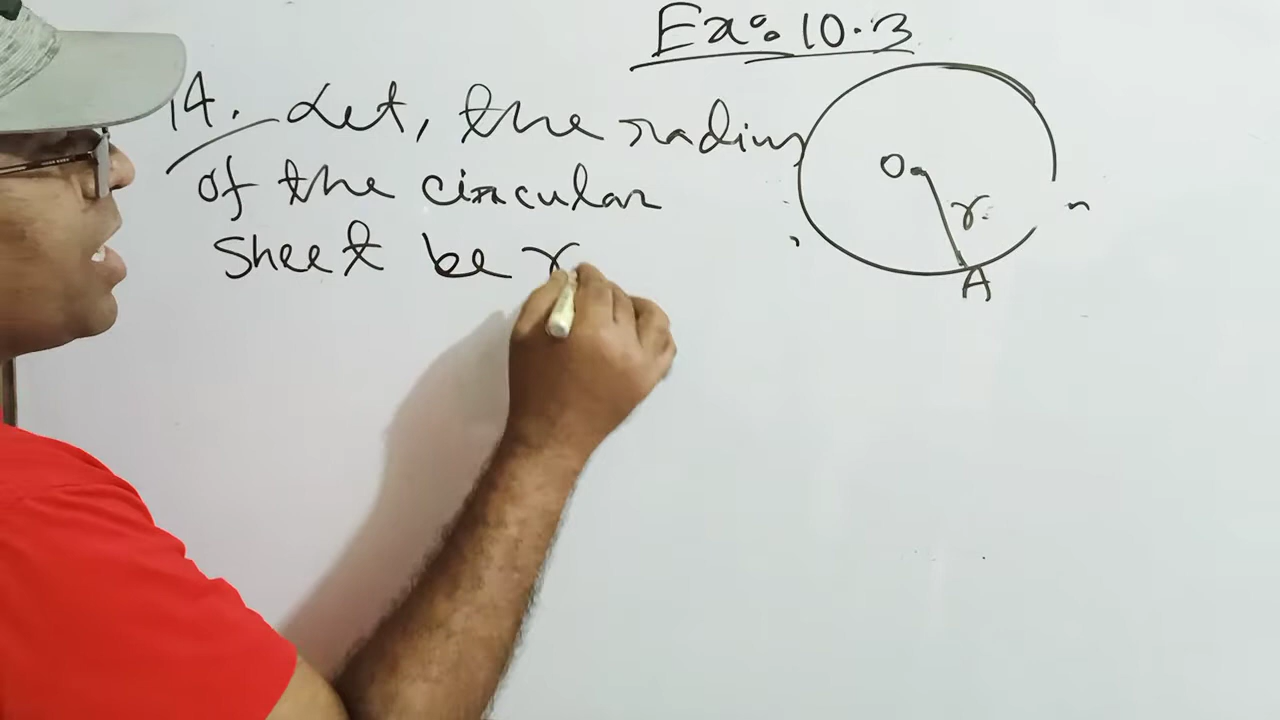 Ex: 10.3
14. Let, the radius
of the circular
sheet be r
O
r
A